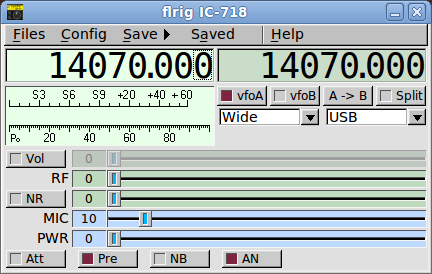 flrig IC-718
Files Config Save Saved Help
14070.000 14070.000
S3 S6 S9 +20 +40 +60
Po 20 40 60 80
vfoA vfoB A -> B Split
Wide USB
Vol 0
RF 0
NR 0
MIC 10
PWR 0
Att Pre NB AN